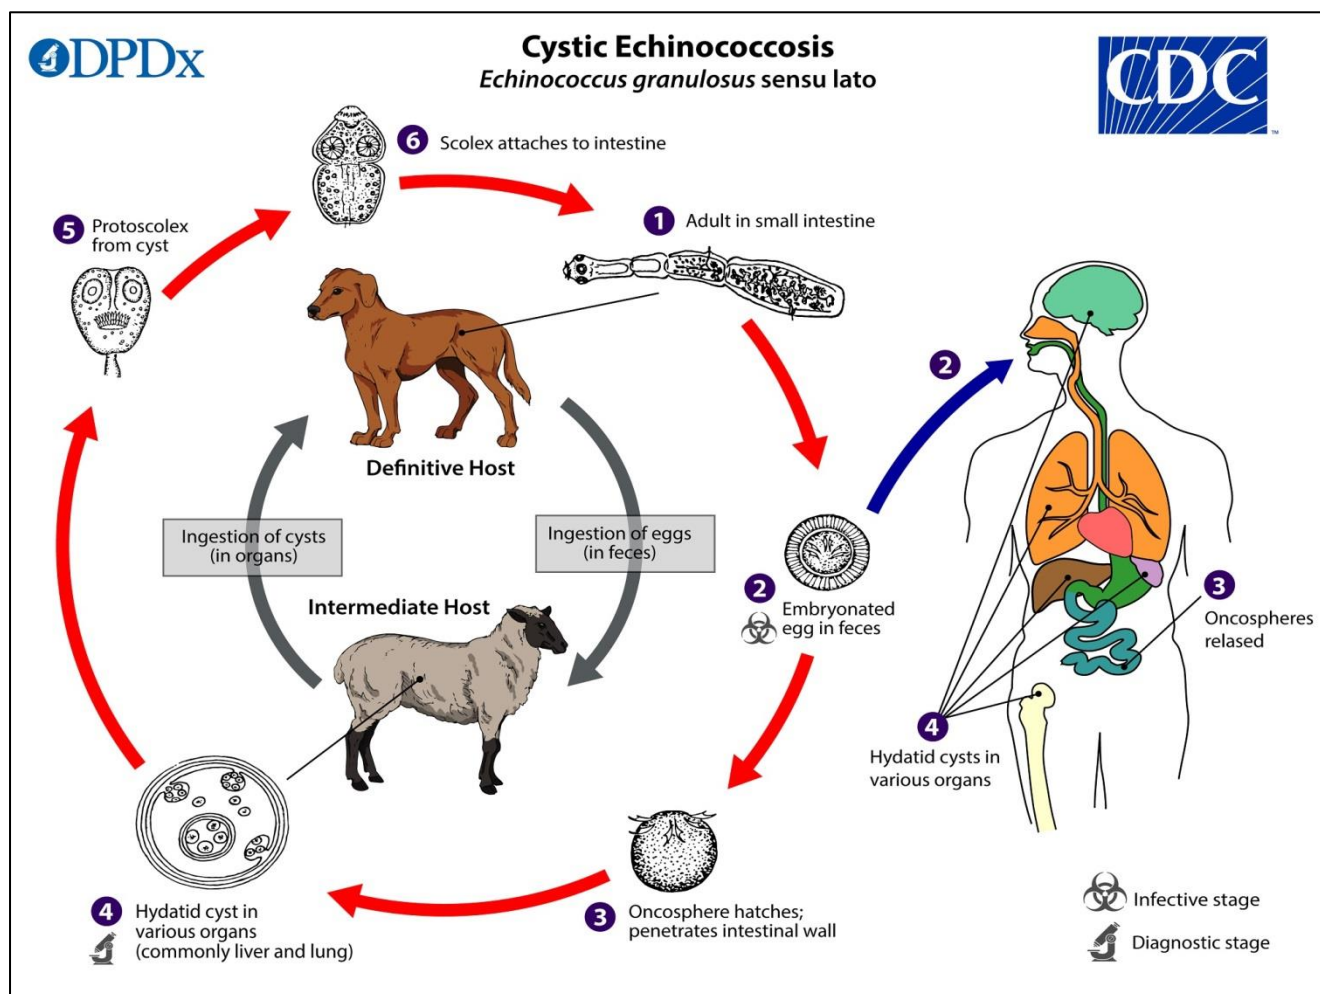 DPDx
Cystic Echinococcosis
Echinococcus granulosus sensu lato
CDC
TM
6 Scolex attaches to intestine
1 Adult in small intestine
5 Protoscolex
from cyst
2
Definitive Host
Ingestion of cysts
(in organs)
Ingestion of eggs
(in feces)
Intermediate Host
2 Embryonated
egg in feces
3
Oncospheres
relased
4
Hydatid cysts in
various organs
4 Hydatid cyst in
various organs
(commonly liver and lung)
3 Oncosphere hatches;
penetrates intestinal wall
Infective stage
Diagnostic stage